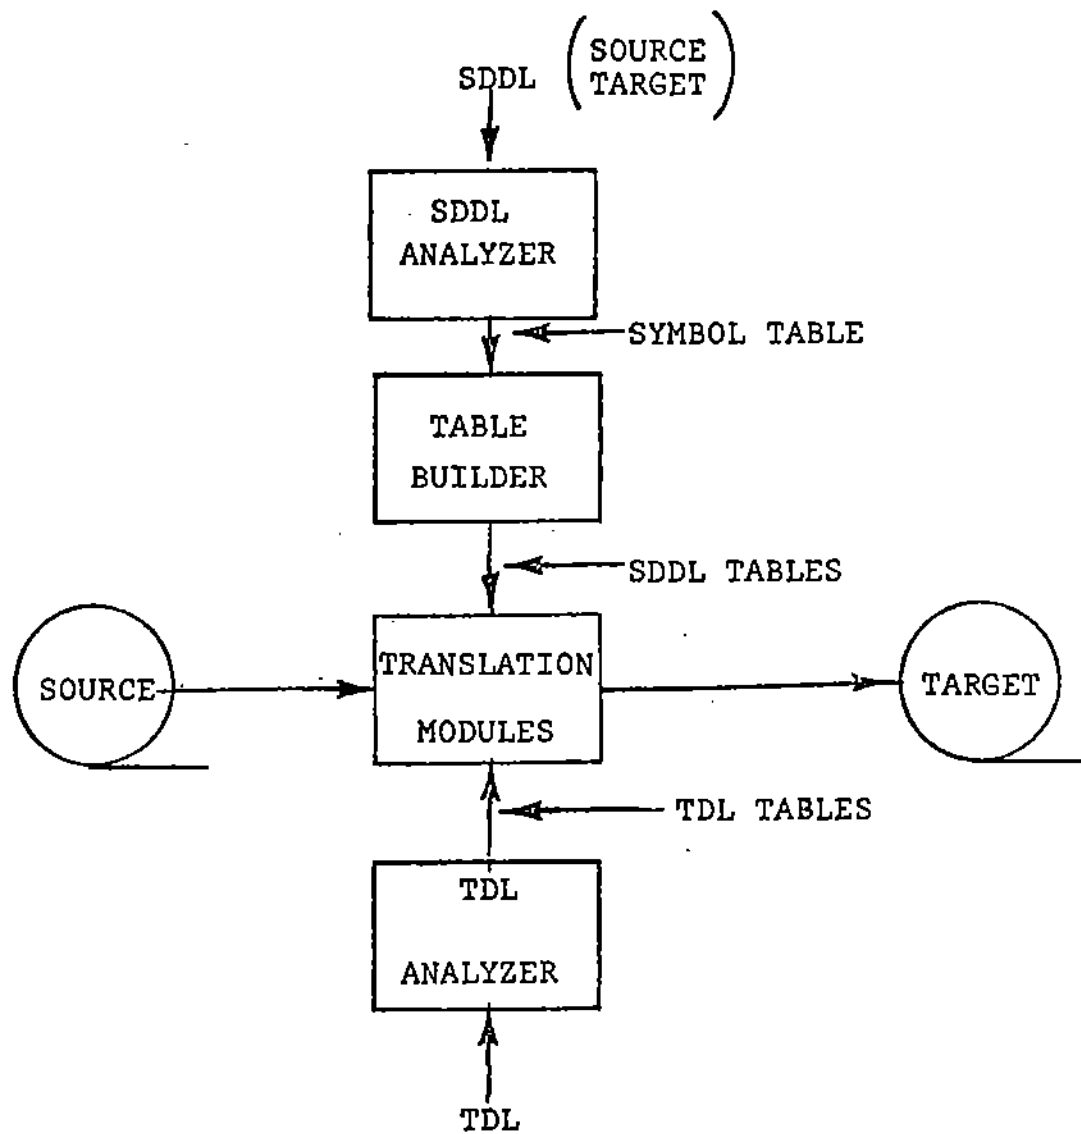 SDDL
SOURCE
TARGET
SDDL
ANALYZER
SYMBOL TABLE
TABLE
BUILDER
SDDL TABLES
SOURCE
TRANSLATION
MODULES
TARGET
TDL TABLES
TDL
ANALYZER
TDL